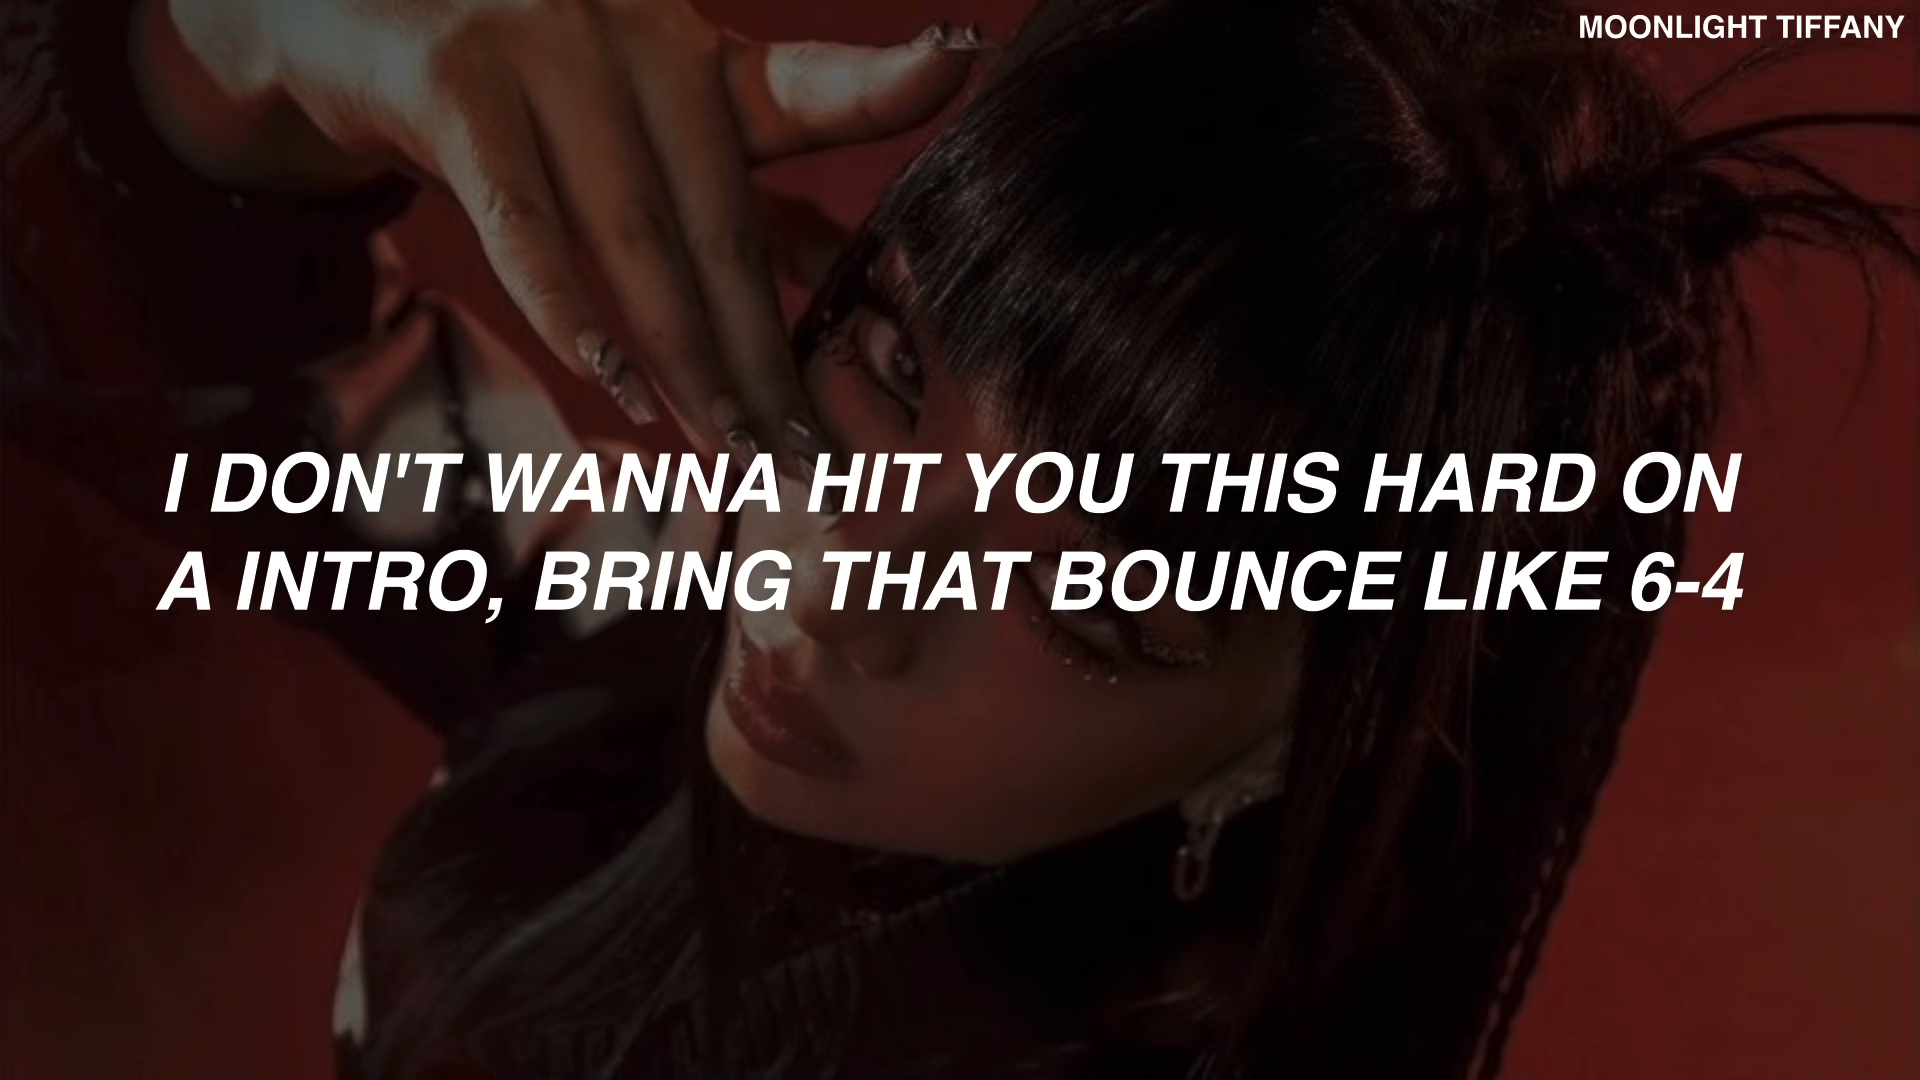 MOONLIGHT TIFFANY
I DON'T WANNA HIT YOU THIS HARD ON
A INTRO, BRING THAT BOUNCE LIKE 6-4